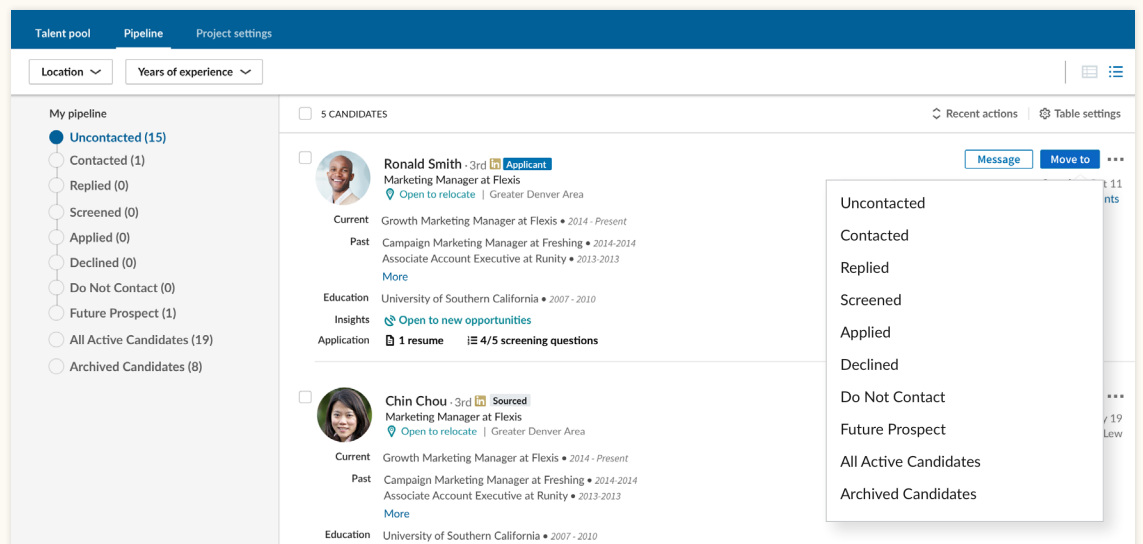 Talent pool Pipeline Project settings
Location Years of experience
My pipeline
Uncontacted (15)
Contacted (1)
Replied (0)
Screened (0)
Applied (0)
Declined (0)
Do Not Contact (0)
Future Prospect (1)
All Active Candidates (19)
Archived Candidates (8)
5 CANDIDATES Recent actions Table settings
Ronald Smith · 3rd in Applicant Message Move to
Marketing Manager at Flexis
Open to relocate | Greater Denver Area
Current Growth Marketing Manager at Flexis • 2014 - Present
Past Campaign Marketing Manager at Freshing • 2014-2014
Associate Account Executive at Runity • 2013-2013
More
Education University of Southern California • 2007 - 2010
Insights Open to new opportunities
Application 1 resume 4/5 screening questions
11
nts
Uncontacted
Contacted
Replied
Screened
Applied
Declined
Do Not Contact
Future Prospect
All Active Candidates
Archived Candidates
Chin Chou · 3rd in Sourced
Marketing Manager at Flexis
Open to relocate | Greater Denver Area
19
Lew
Current Growth Marketing Manager at Flexis • 2014 - Present
Past Campaign Marketing Manager at Freshing • 2014-2014
Associate Account Executive at Runity • 2013-2013
More
Education University of Southern California • 2007 - 2010